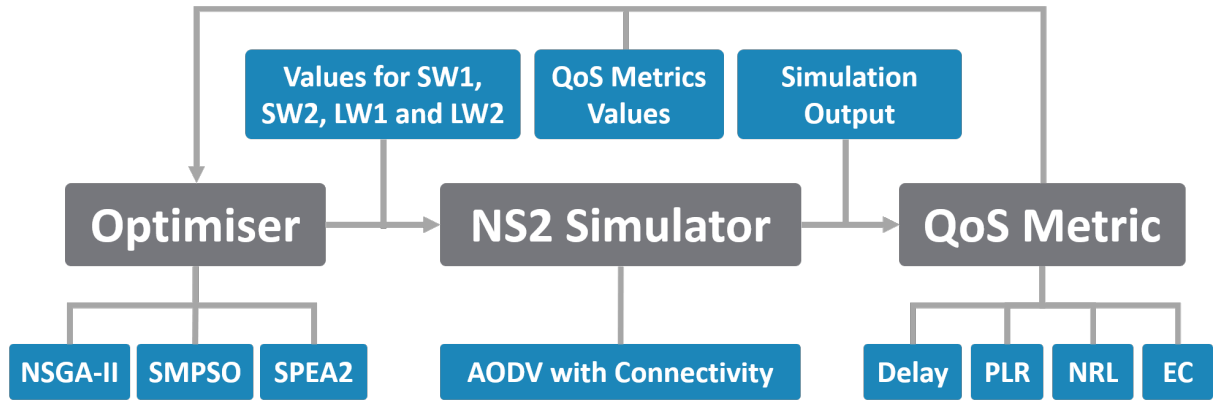 Values for SW1,
SW2, LW1 and LW2
QoS Metrics
Values
Simulation
Output
Optimiser
NS2 Simulator
QoS Metric
NSGA-II
SMPSO
SPEA2
AODV with Connectivity
Delay
PLR
NRL
EC